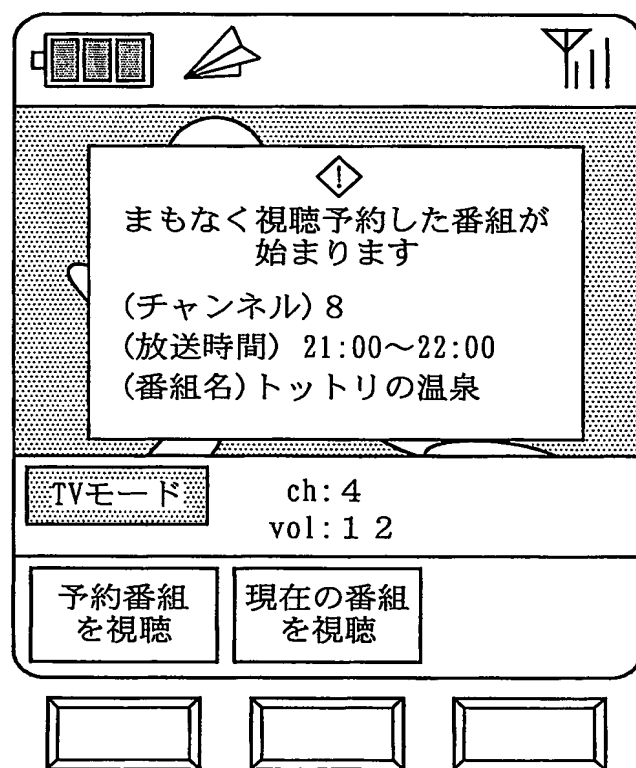 まもなく視聴予約した番組が
始まります
(チャンネル) 8
(放送時間) 21:00～22:00
(番組名)トットリの温泉
TVモード
ch:4
vol:１２
予約番組
を視聴
現在の番組
を視聴